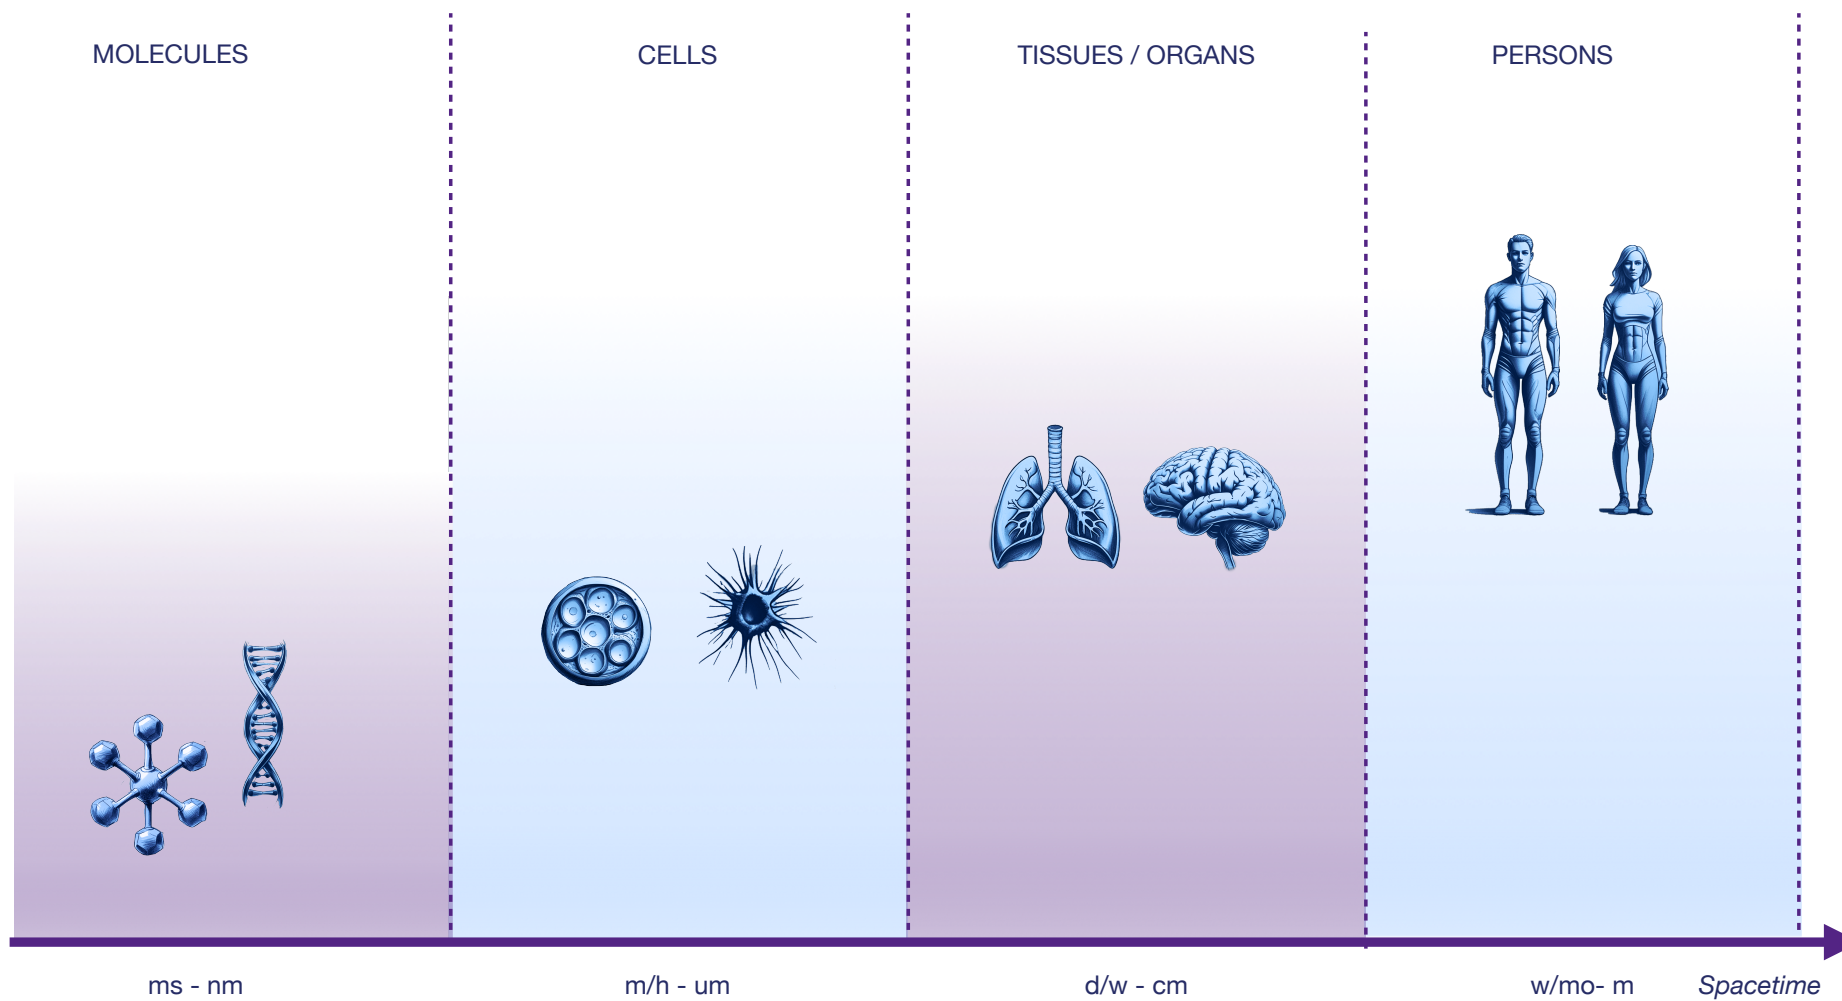 MOLECULES
CELLS
TISSUES / ORGANS
PERSONS
ms - nm
m/h - um
d/w - cm
w/mo- m
Spacetime